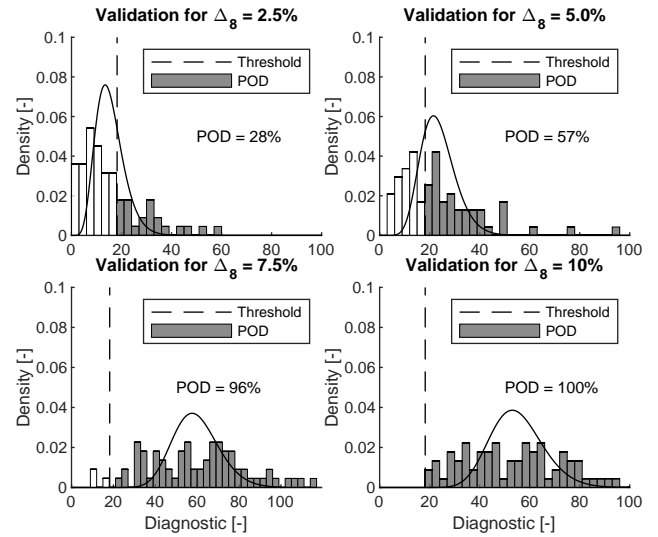 Validation for Δ8 = 2.5%
0.1
0.08
0.06
0.04
0.02
0
Density [-]
Threshold
POD
POD = 28%
0 20 40 60 80 100
Validation for Δ8 = 5.0%
0.1
0.08
0.06
0.04
0.02
0
Density [-]
Threshold
POD
POD = 57%
0 20 40 60 80 100
Validation for Δ8 = 7.5%
0.1
0.08
0.06
0.04
0.02
0
Density [-]
Threshold
POD
POD = 96%
0 20 40 60 80 100
Diagnostic [-]
Validation for Δ8 = 10%
0.1
0.08
0.06
0.04
0.02
0
Density [-]
Threshold
POD
POD = 100%
0 20 40 60 80 100
Diagnostic [-]